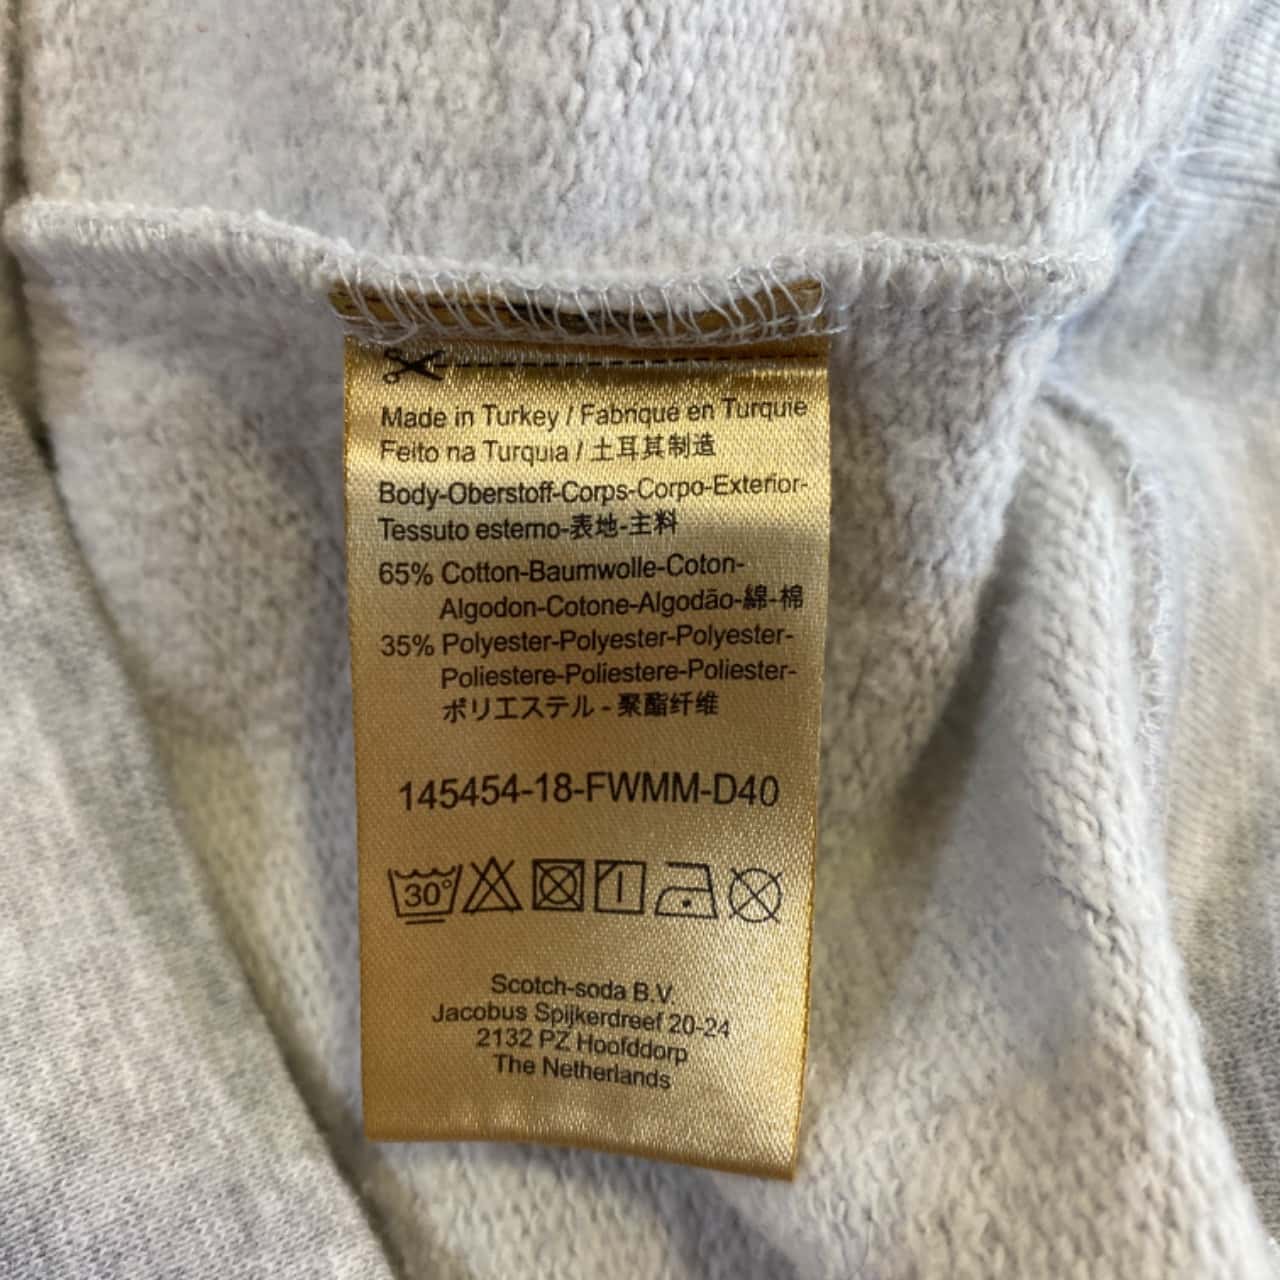 Made in Turkey / Fabriqué en Turquie
Feito na Turquia / 土耳其制造
Body-Oberstoff-Corps-Corpo-Exterior-
Tessuto esterno-表地-主料
65% Cotton-Baumwolle-Coton-
Algodon-Cotone-Algodão-綿-棉
35% Polyester-Polyester-Polyester-
Poliestere-Poliestere-Poliester-
ポリエステル - 聚酯纤维
145454-18-FWMM-D40
30°
Scotch-soda B.V.
Jacobus Spijkerdreef 20-24
2132 PZ Hoofddorp
The Netherlands